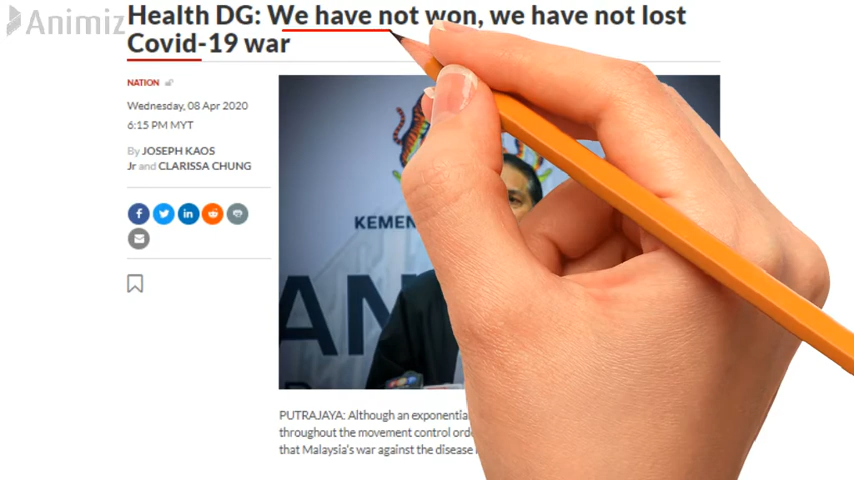 Animiz
Health DG: We have not won, we have not lost
Covid-19 war
NATION
Wednesday, 08 Apr 2020
6:15 PM MYT
By JOSEPH KAOS
Jr and CLARISSA CHUNG
KEMEN
AN
PUTRAJAYA: Although an exponentia
throughout the movement control orde
that Malaysia's war against the disease